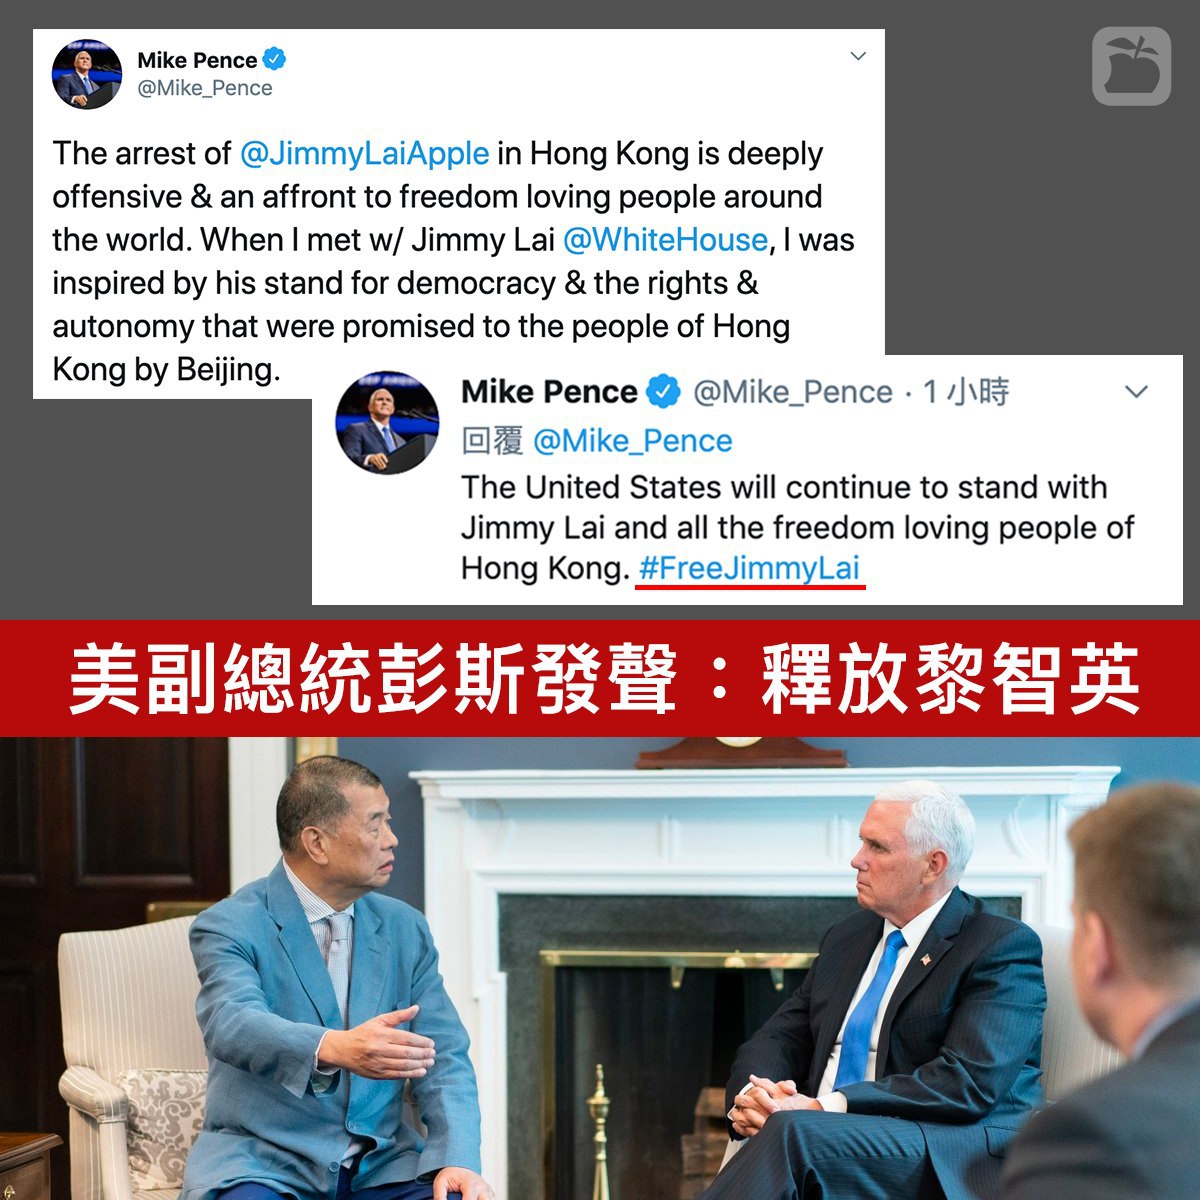 Mike Pence
@Mike_Pence
The arrest of @JimmyLaiApple in Hong Kong is deeply
offensive & an affront to freedom loving people around
the world. When I met w/ Jimmy Lai @WhiteHouse, I was
inspired by his stand for democracy & the rights &
autonomy that were promised to the people of Hong
Kong by Beijing.
Mike Pence @Mike_Pence · 1 小時
回覆 @Mike_Pence
The United States will continue to stand with
Jimmy Lai and all the freedom loving people of
Hong Kong. #FreeJimmyLai
美副總統彭斯發聲：釋放黎智英